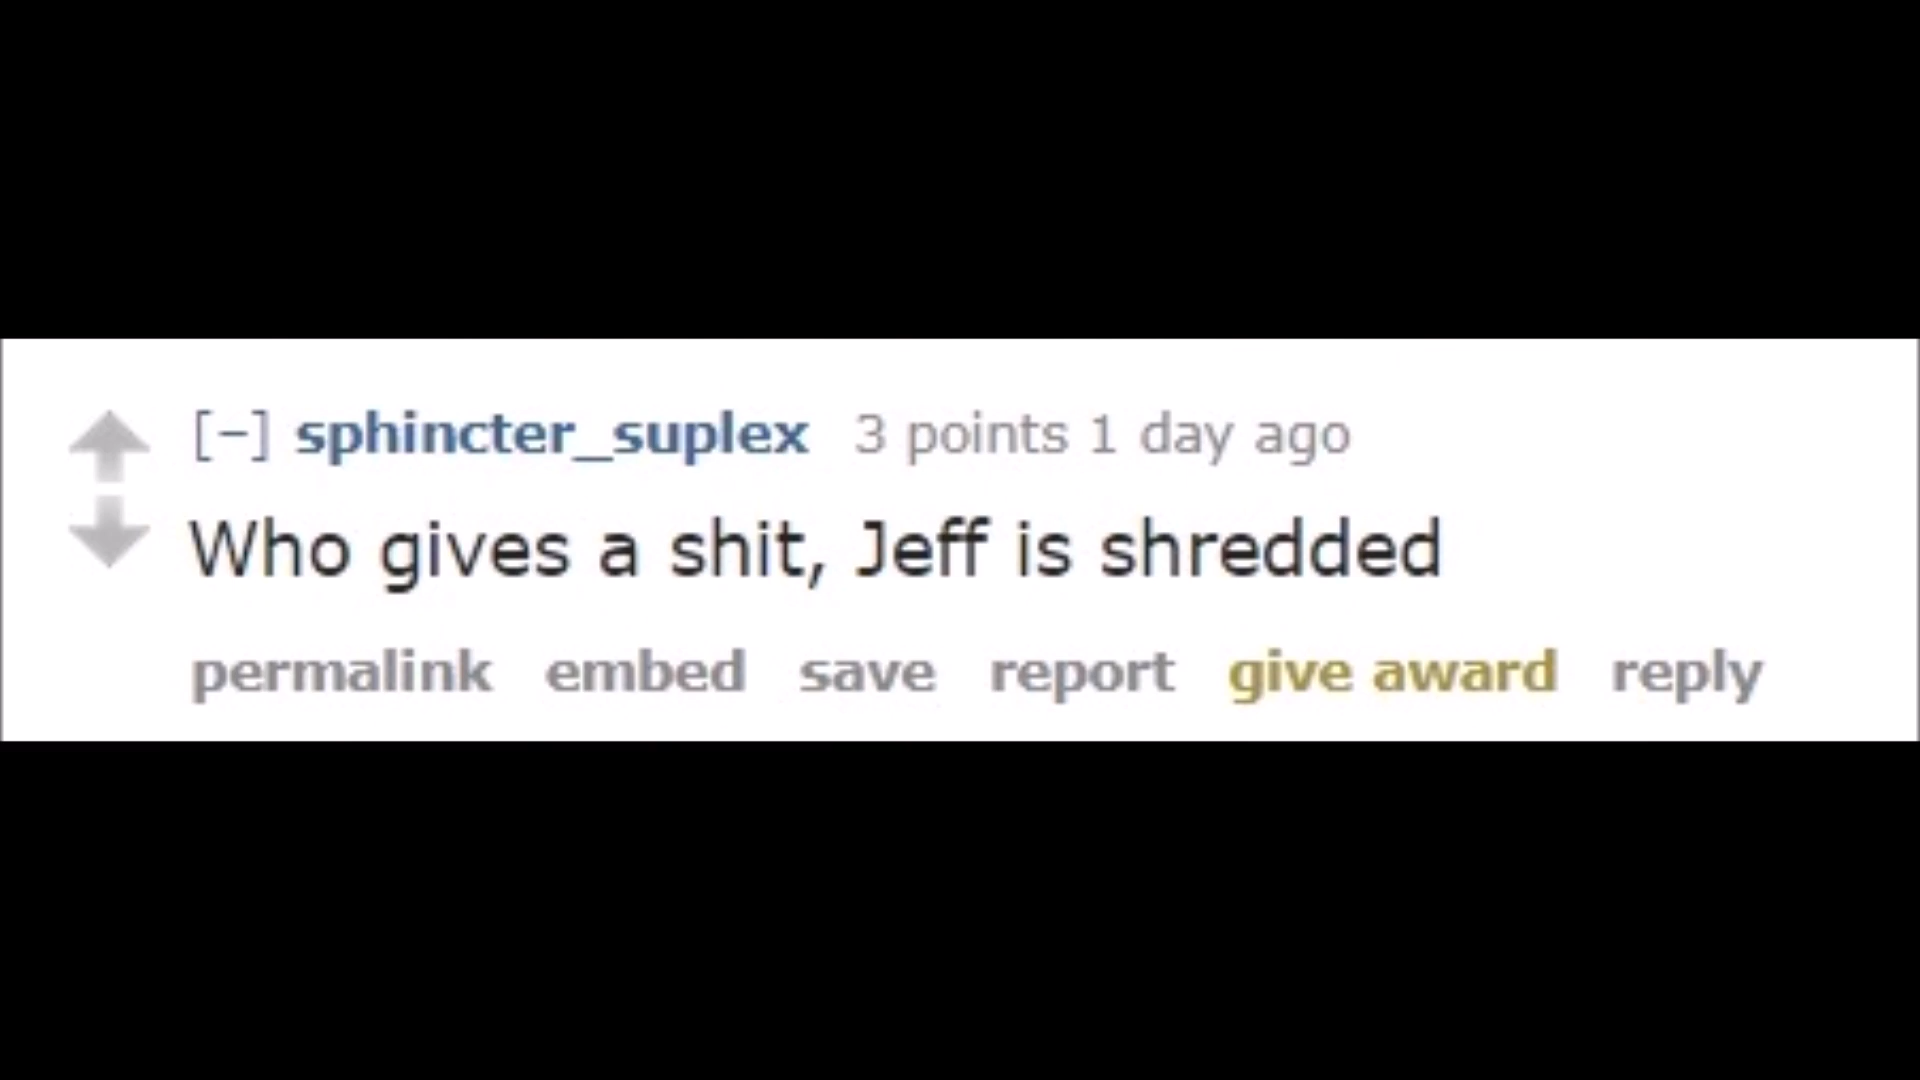 [–] sphincter_suplex 3 points 1 day ago
Who gives a shit, Jeff is shredded
permalink embed save report give award reply